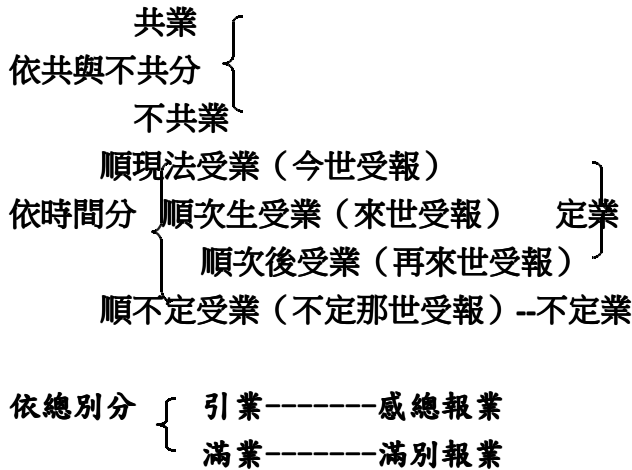 共業
依共與不共分
不共業
順現法受業（今世受報）
依時間分 順次生受業（來世受報） 定業
順次後受業（再來世受報）
順不定受業（不定那世受報）--不定業
依總別分 引業-------感總報業
滿業-------滿別報業